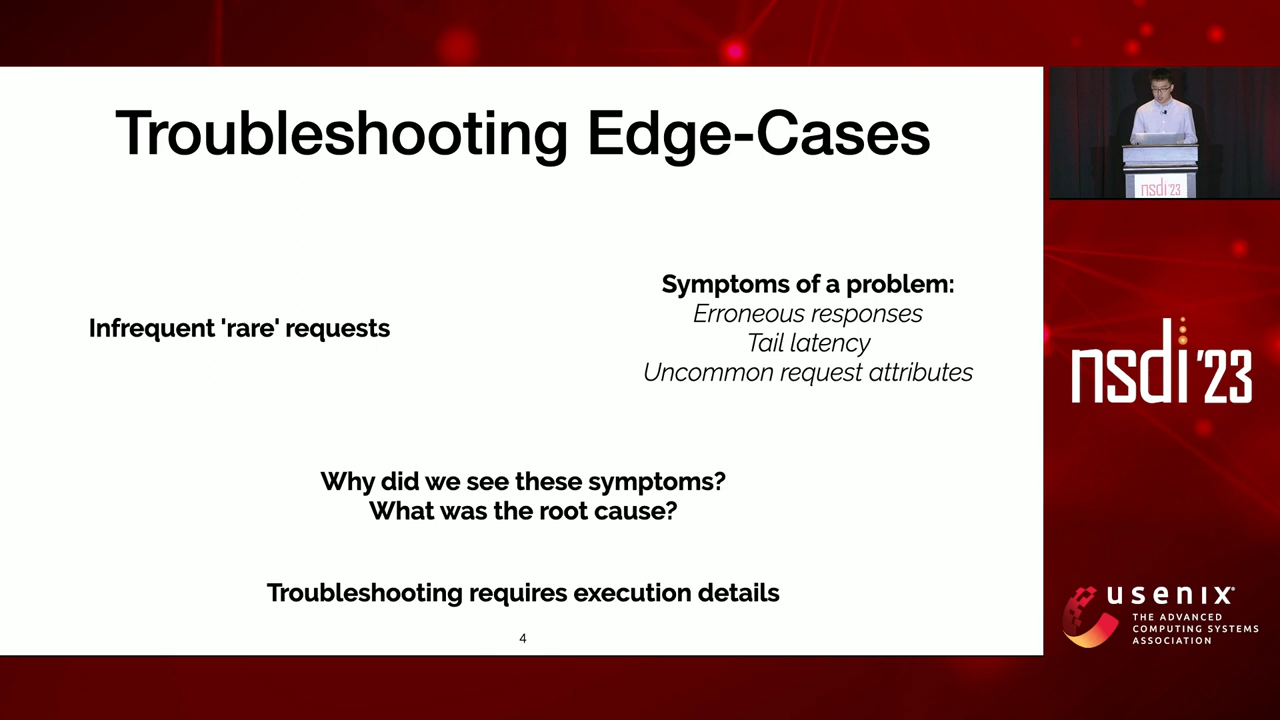 Troubleshooting Edge-Cases
Infrequent 'rare' requests
Symptoms of a problem:
Erroneous responses
Tail latency
Uncommon request attributes
Why did we see these symptoms?
What was the root cause?
Troubleshooting requires execution details
4
nsdi '23
nsdi '23
usenix®
THE ADVANCED
COMPUTING SYSTEMS
ASSOCIATION